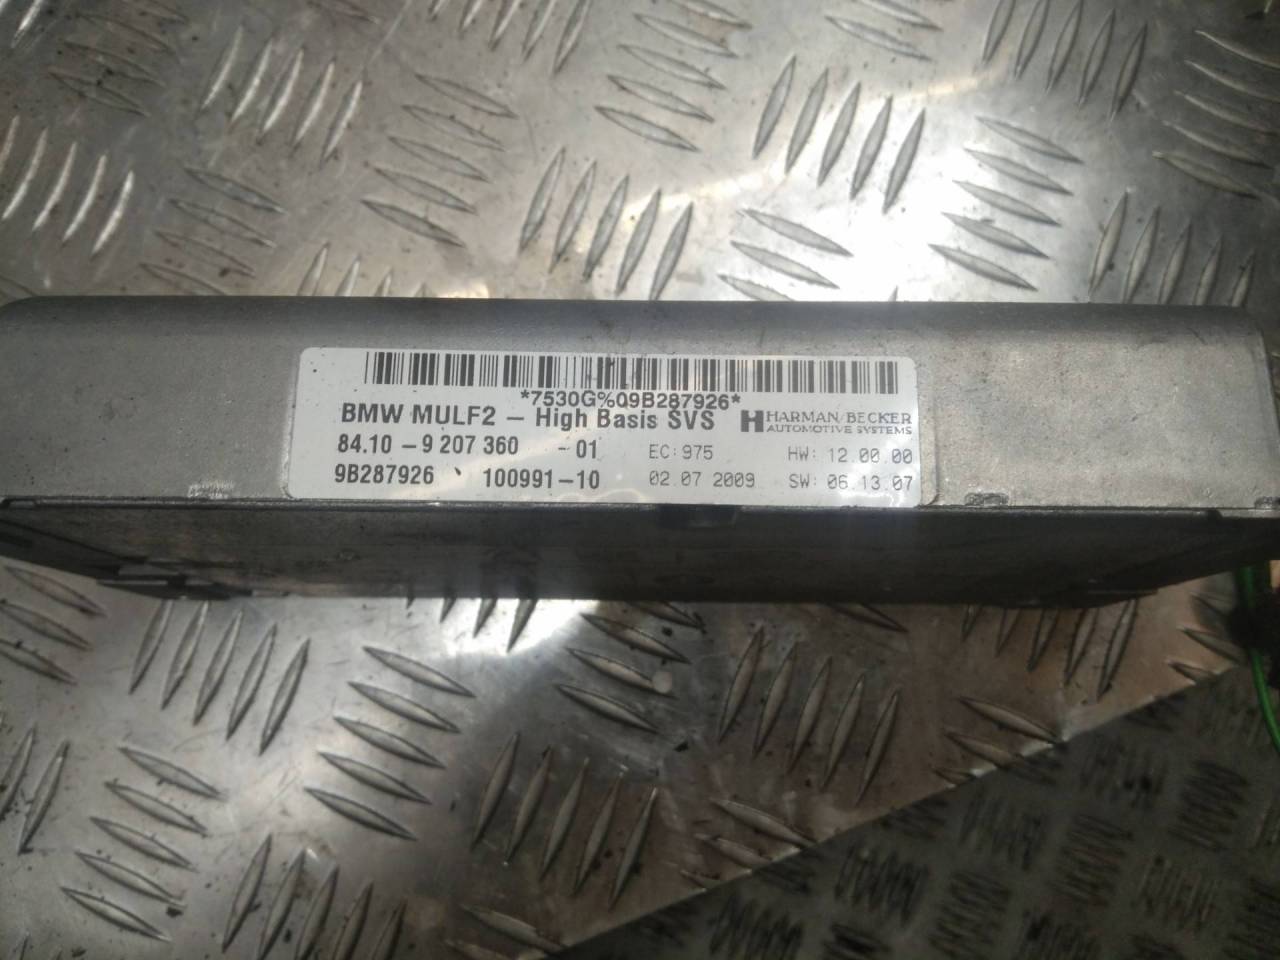 *7530G%09B287926*
BMW MULF2 - High Basis SVS HARMAN/BECKER
AUTOMOTIVE SYSTEMS
84.10 - 9 207 360 - 01 EC: 975 HW: 12.00.00
9B287926 100991-10 02.07 2009 SW: 06.13.07